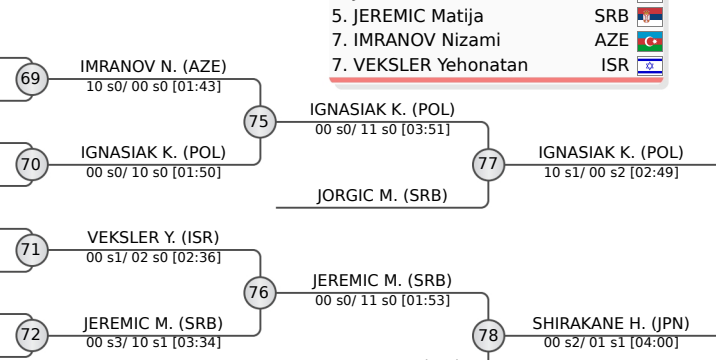 5. JEREMIC Matija SRB
7. IMRANOV Nizami AZE
7. VEKSLER Yehonatan ISR
69
IMRANOV N. (AZE)
10 s0/ 00 s0 [01:43]
75
IGNASIAK K. (POL)
00 s0/ 11 s0 [03:51]
70
IGNASIAK K. (POL)
00 s0/ 10 s0 [01:50]
77
IGNASIAK K. (POL)
10 s1/ 00 s2 [02:49]
JORGIC M. (SRB)
71
VEKSLER Y. (ISR)
00 s1/ 02 s0 [02:36]
76
JEREMIC M. (SRB)
00 s0/ 11 s0 [01:53]
72
JEREMIC M. (SRB)
00 s3/ 10 s1 [03:34]
78
SHIRAKANE H. (JPN)
00 s2/ 01 s1 [04:00]